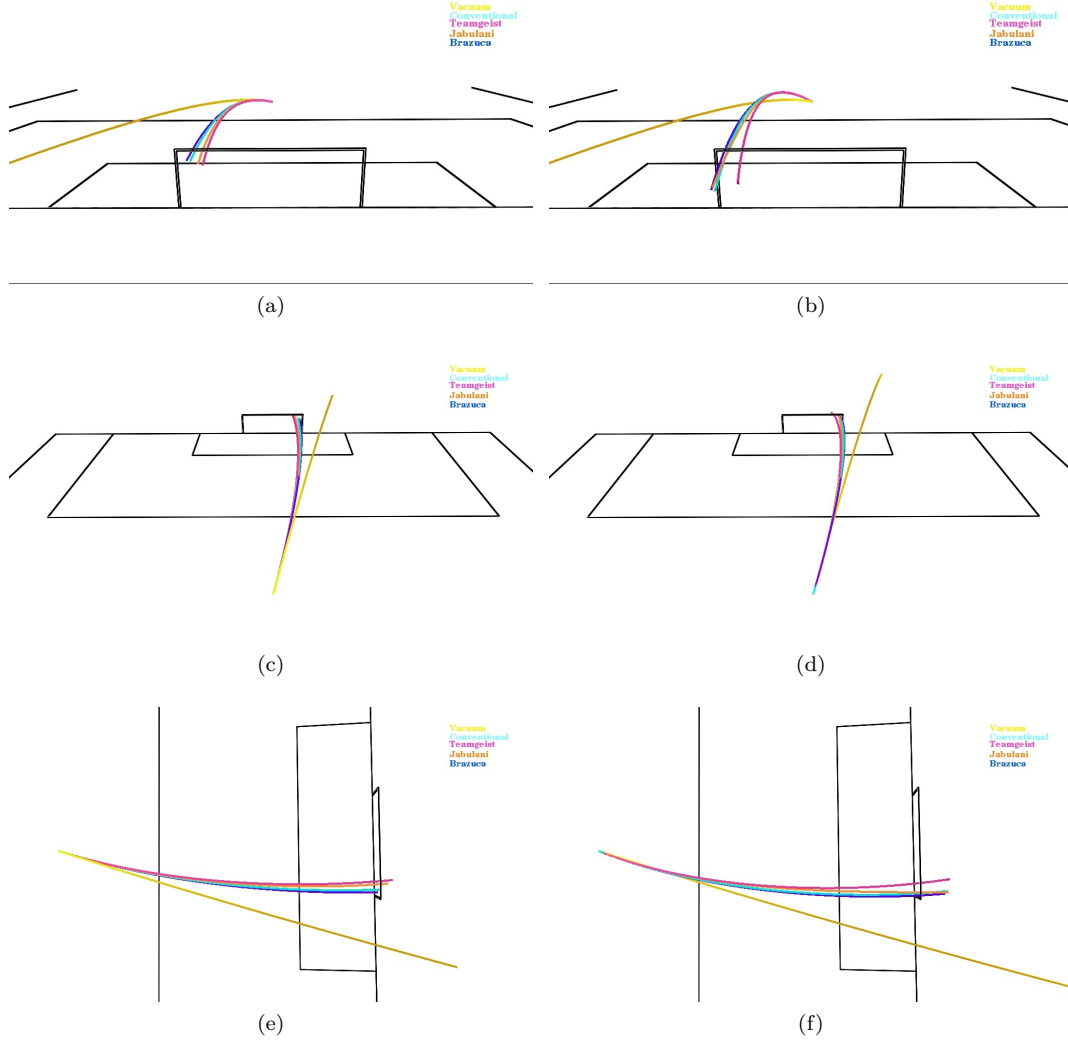 Vacuum
Conventional
Teamgeist
Jabulani
Brazuca
Vacuum
Conventional
Teamgeist
Jabulani
Brazuca
(a)
(b)
Vacuum
Conventional
Teamgeist
Jabulani
Brazuca
Vacuum
Conventional
Teamgeist
Jabulani
Brazuca
(c)
(d)
Vacuum
Conventional
Teamgeist
Jabulani
Brazuca
Vacuum
Conventional
Teamgeist
Jabulani
Brazuca
(e)
(f)